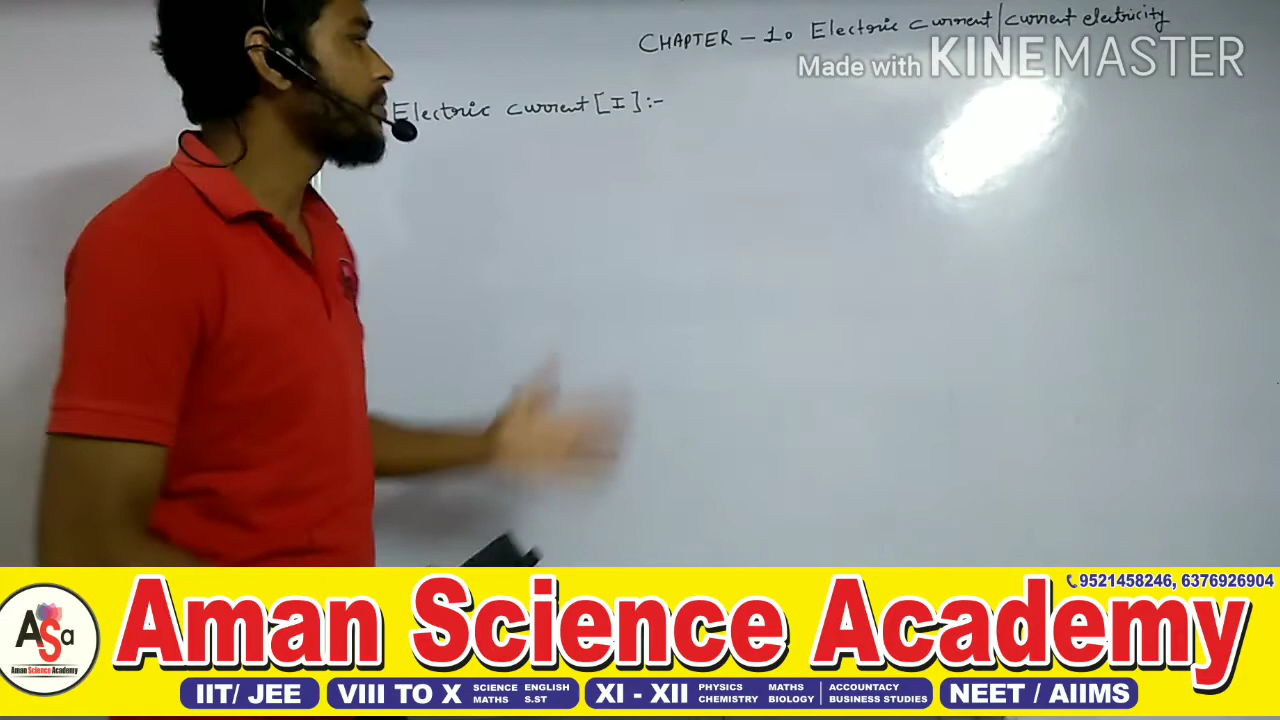 CHAPTER - 10 Electric current / current electricity
Made with KINEMASTER
Electric current [I] :-
9521458246, 6376926904
ASa
Aman Science Academy
Aman Science Academy
IIT/ JEE
VIII TO X SCIENCE ENGLISH
MATHS S.ST
XI - XII PHYSICS MATHS ACCOUNTACY
CHEMISTRY BIOLOGY BUSINESS STUDIES
NEET / AIIMS